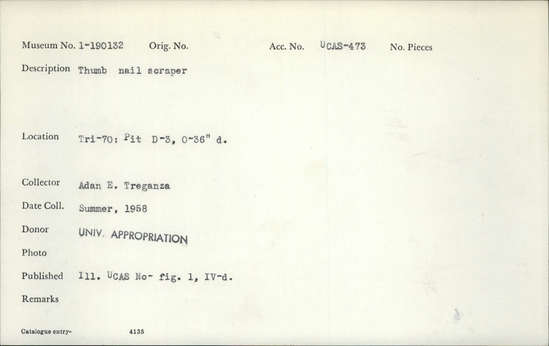 Museum No. 1-190132 Orig. No. Acc. No. UCAS-473 No. Pieces
Description Thumb nail scraper
Location Tri-70: Pit D-3, 0-36" d.
Collector Adan E. Treganza
Date Coll. Summer, 1958
Donor UNIV. APPROPRIATION
Photo
Published Ill. UCAS No- fig. 1, IV-d.
Remarks
Catalogue entry- 4135